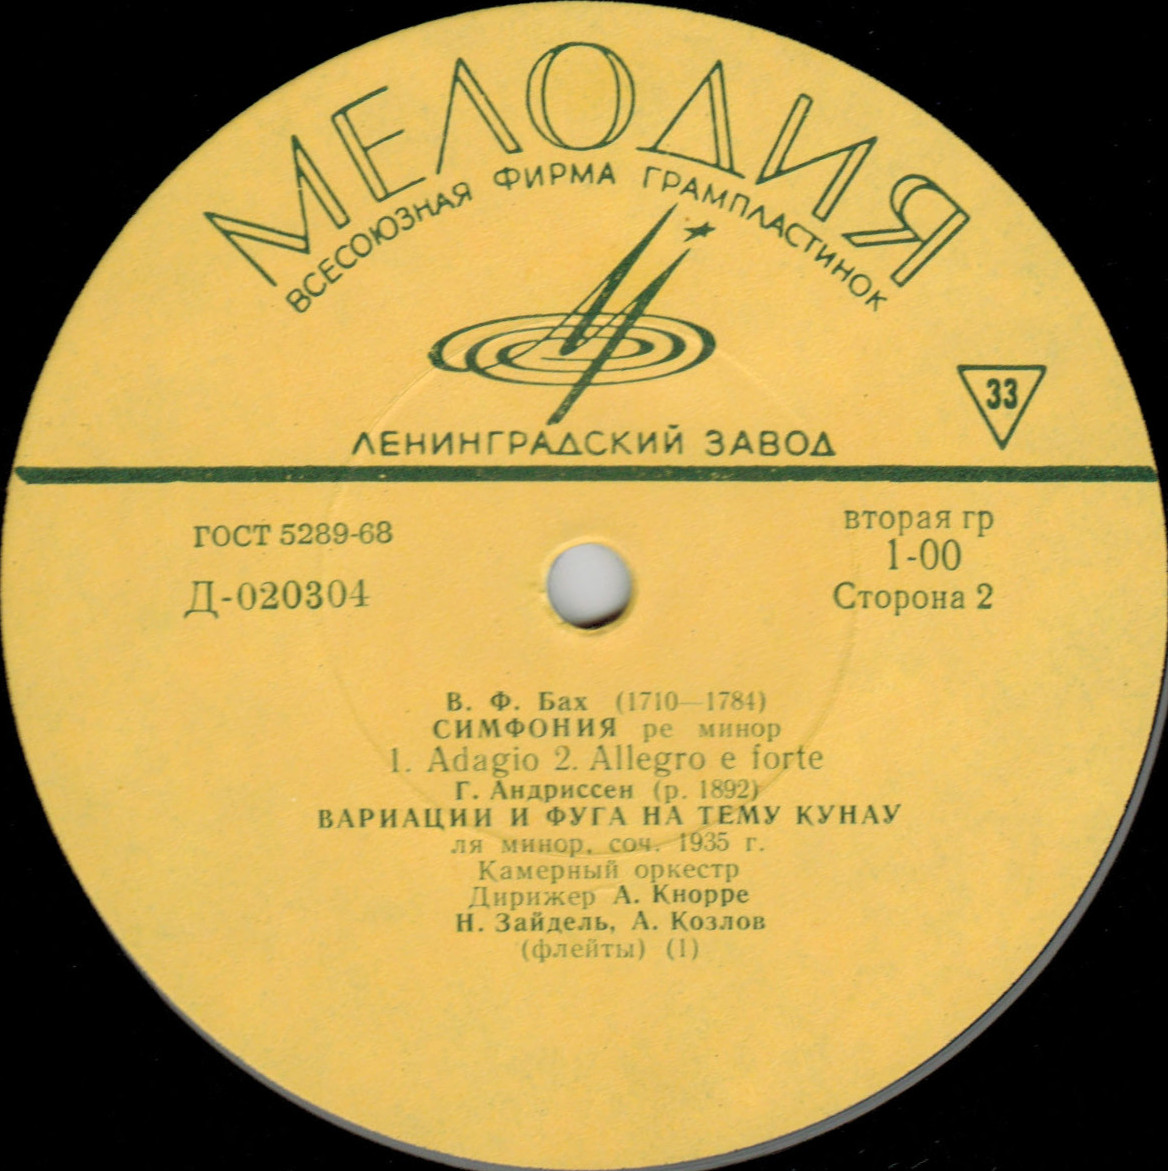 МЕЛОДИЯ
ВСЕСОЮЗНАЯ ФИРМА ГРАМПЛАСТИНОК
33
ЛЕНИНГРАДСКИЙ ЗАВОД
ГОСТ 5289-68
вторая гр
1-00
Д-020304
Сторона 2
В. Ф. Бах (1710—1784)
СИМФОНИЯ ре минор
1. Adagio 2. Allegro e forte
Г. Андриссен (р. 1892)
ВАРИАЦИИ И ФУГА НА ТЕМУ КУНАУ
ля минор, соч. 1935 г.
Камерный оркестр
Дирижер А. Кнорре
Н. Зайдель, А. Козлов
(флейты) (1)